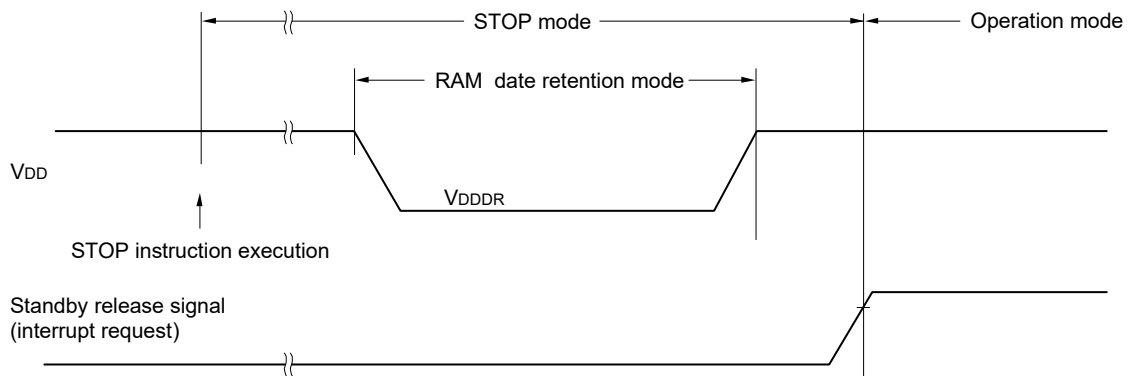 STOP mode
Operation mode
RAM date retention mode
VDD
VDDDR
STOP instruction execution
Standby release signal
(interrupt request)